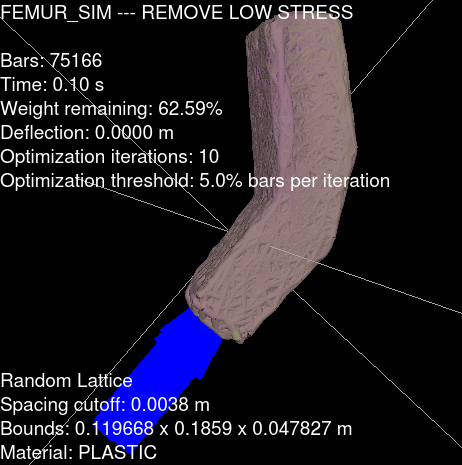 FEMUR_SIM --- REMOVE LOW STRESS
Bars: 75166
Time: 0.10 s
Weight remaining: 62.59%
Deflection: 0.0000 m
Optimization iterations: 10
Optimization threshold: 5.0% bars per iteration
Random Lattice
Spacing cutoff: 0.0038 m
Bounds: 0.119668 x 0.1859 x 0.047827 m
Material: PLASTIC